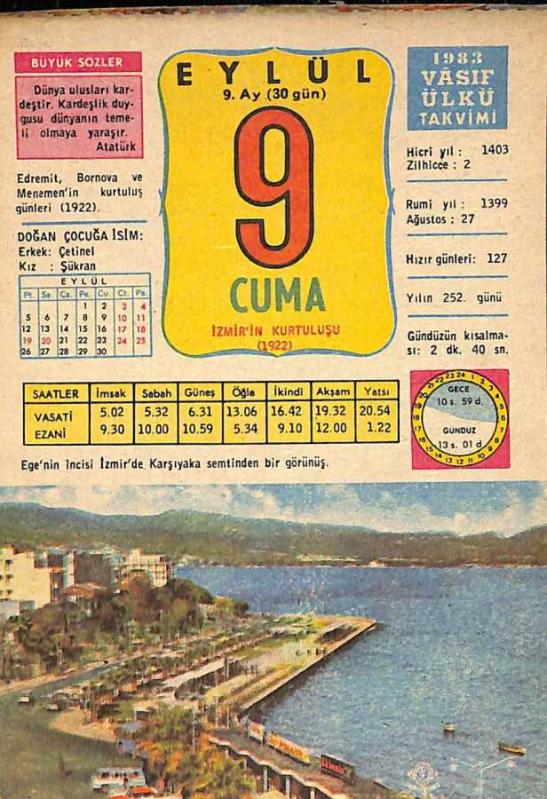 BÜYÜK SÖZLER
Dünya ulusları kar-
deştir. Kardeşlik duy-
gusu dünyanın teme-
li olmaya yaraşır.
Atatürk
Edremit, Bornova ve
Menemen'in kurtuluş
günleri (1922).
DOĞAN ÇOCUĞA İSİM:
Erkek: Çetinel
Kız : Şükran
EYLÜL
Pt. Sa. Ça. Pe. Cu. Ct. Pa.
1 2 3 4
5 6 7 8 9 10 11
12 13 14 15 16 17 18
19 20 21 22 23 24 25
26 27 28 29 30
EYLÜL
9. Ay (30 gün)
9
CUMA
İZMİR'İN KURTULUŞU
(1922)
1983
VÂSIF
ÜLKÜ
TAKVİMİ
Hicri yıl : 1403
Zilhicce : 2
Rumi yıl : 1399
Ağustos : 27
Hızır günleri: 127
Yılın 252. günü
Gündüzün kısalma-
sı: 2 dk. 40 sn.
SAATLER İmsak Sabah Güneş Öğle İkindi Akşam Yatsı
VASATİ 5.02 5.32 6.31 13.06 16.42 19.32 20.54
EZANİ 9.30 10.00 10.59 5.34 9.10 12.00 1.22
GECE
10 s. 59 d.
GÜNDÜZ
13 s. 01 d.
Ege'nin incisi İzmir'de Karşıyaka semtinden bir görünüş.